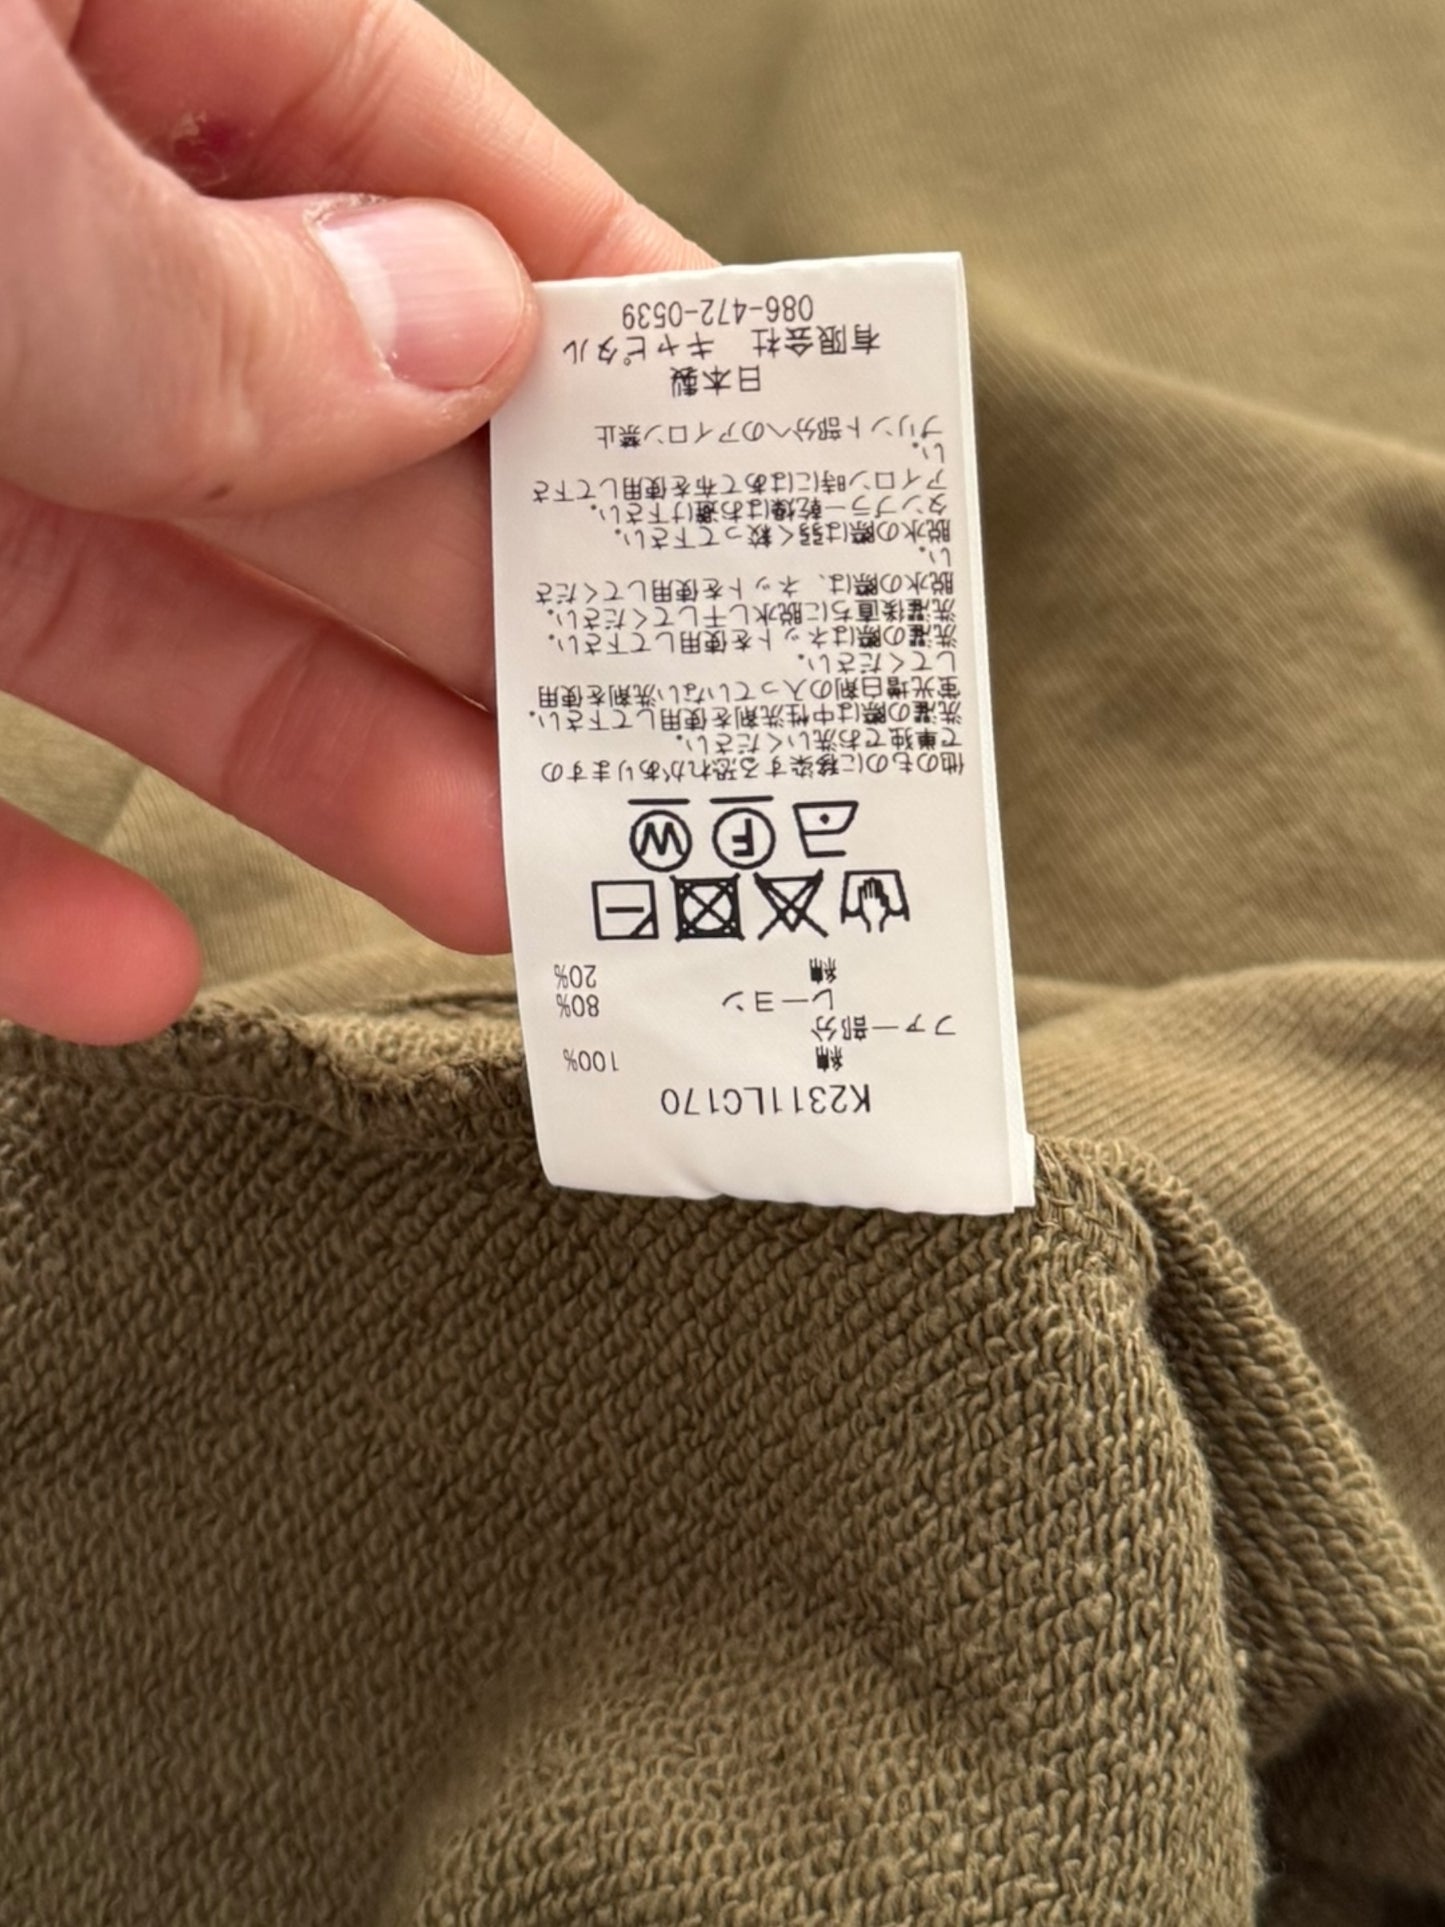 K2311LC170
綿 100%
ファー部分
レーヨン 80%
綿 20%
W F
他のものに移染する恐れがありますの
で単独でお洗いください。
洗濯の際は中性洗剤を使用して下さい。
蛍光増白剤の入っていない洗剤を使用
してください。
洗濯の際はネットを使用して下さい。
洗濯後直ちに脱水し干してください。
脱水の際は、ネットを使用してくださ
い。
脱水の際は弱く絞って下さい。
タンブラー乾燥はお避け下さい。
アイロン時にはあて布を使用して下さ
い。
プリント部分へのアイロン禁止
日本製
有限会社 キャピタル
086-472-0539